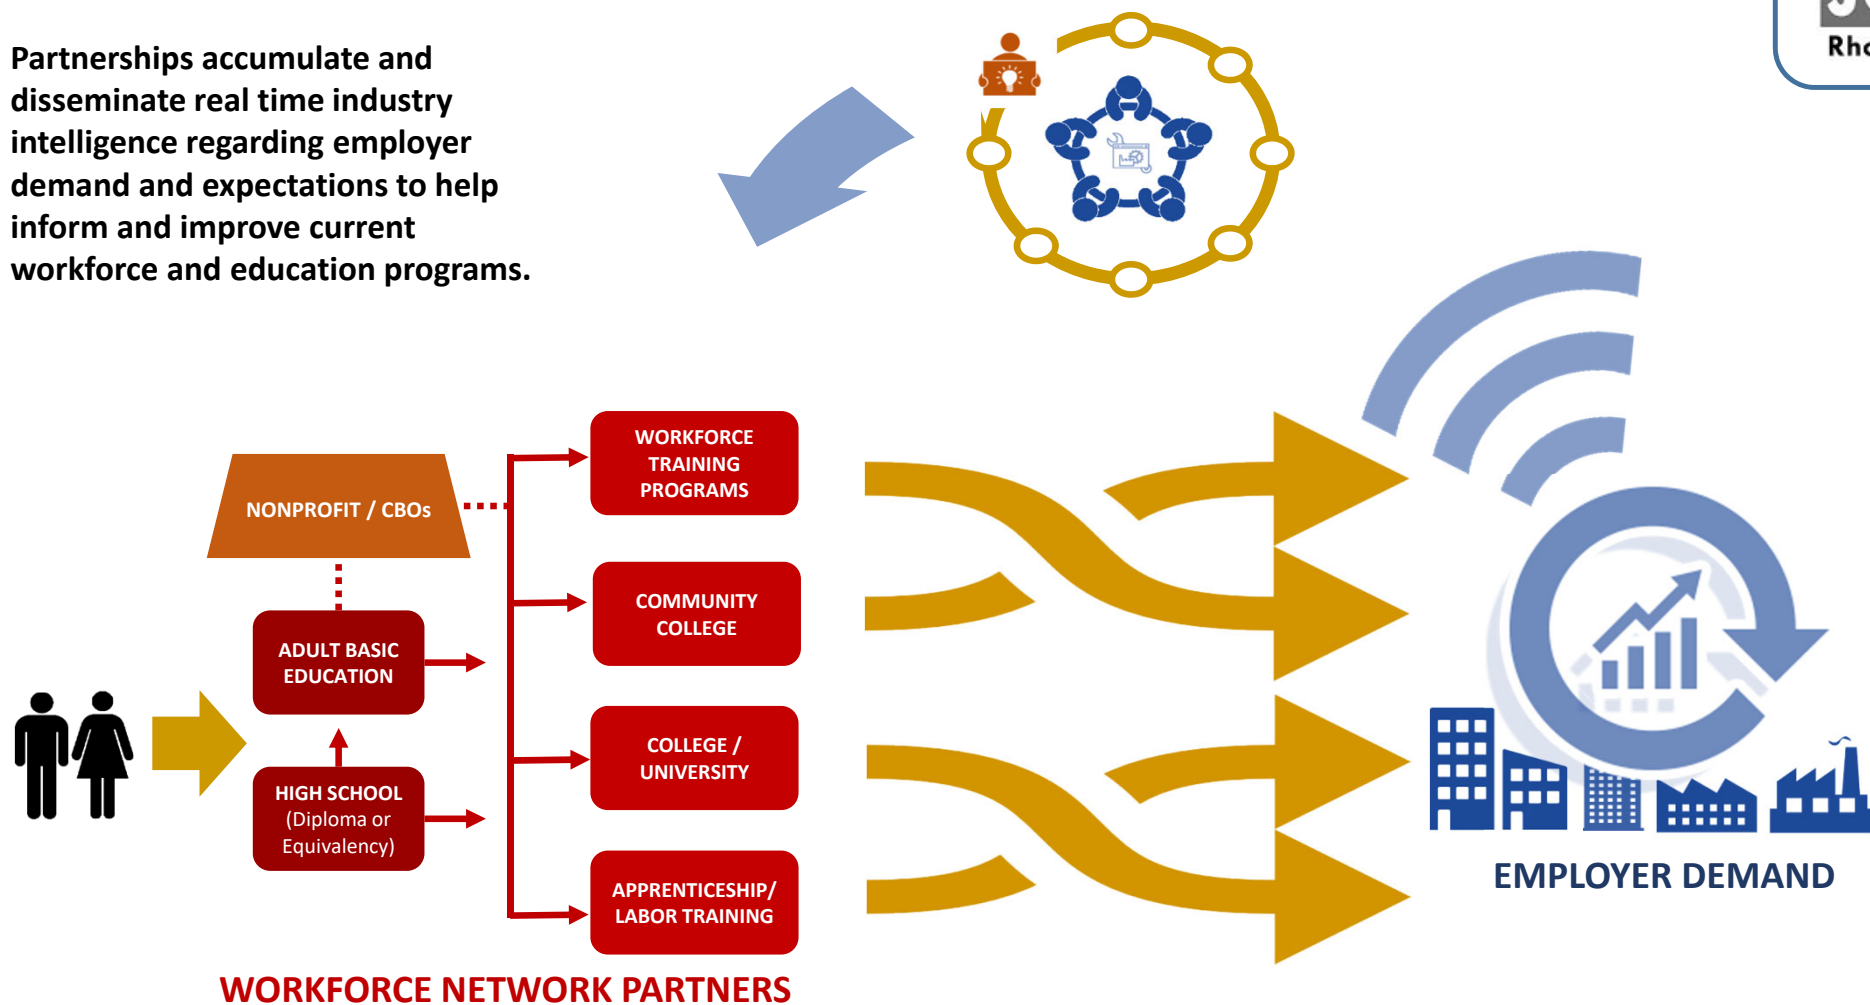 Partnerships accumulate and
disseminate real time industry
intelligence regarding employer
demand and expectations to help
inform and improve current
workforce and education programs.
WORKFORCE
TRAINING
PROGRAMS
NONPROFIT / CBOs
COMMUNITY
COLLEGE
ADULT BASIC
EDUCATION
COLLEGE /
UNIVERSITY
HIGH SCHOOL
(Diploma or
Equivalency)
APPRENTICESHIP/
LABOR TRAINING
EMPLOYER DEMAND
WORKFORCE NETWORK PARTNERS